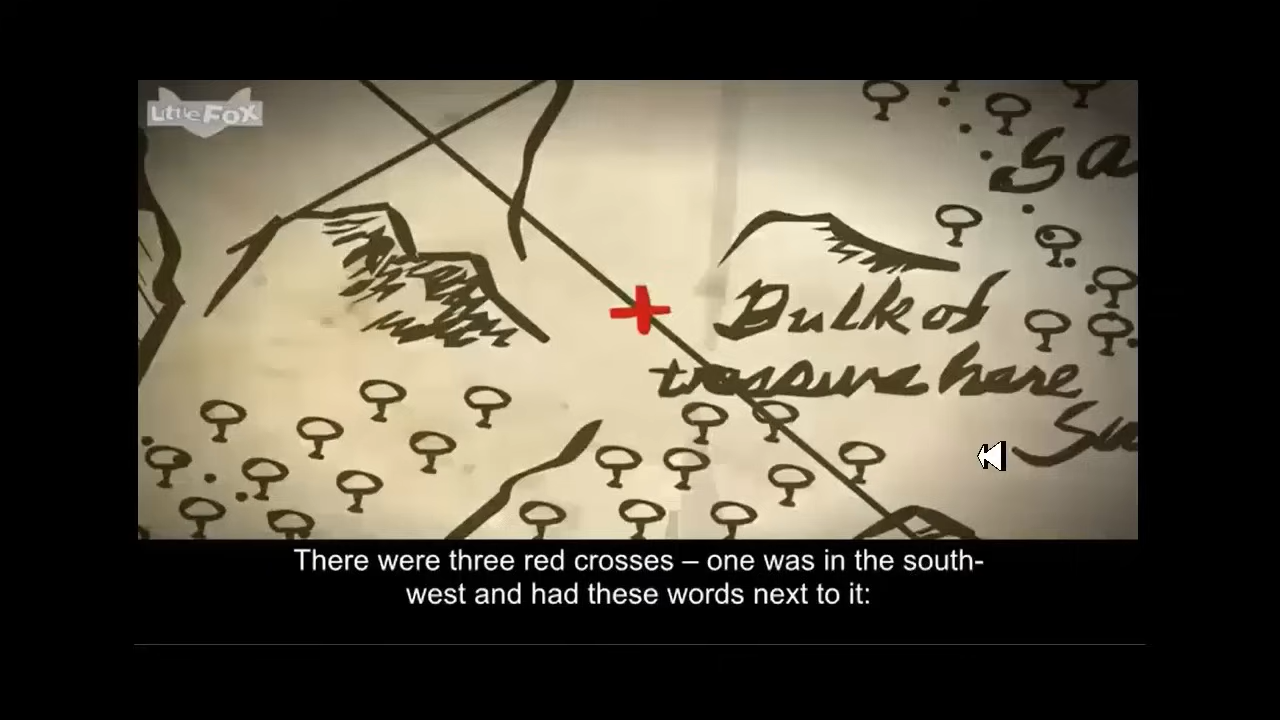 Little Fox
Sa
Bulk of
treasure here
There were three red crosses – one was in the south-
west and had these words next to it: